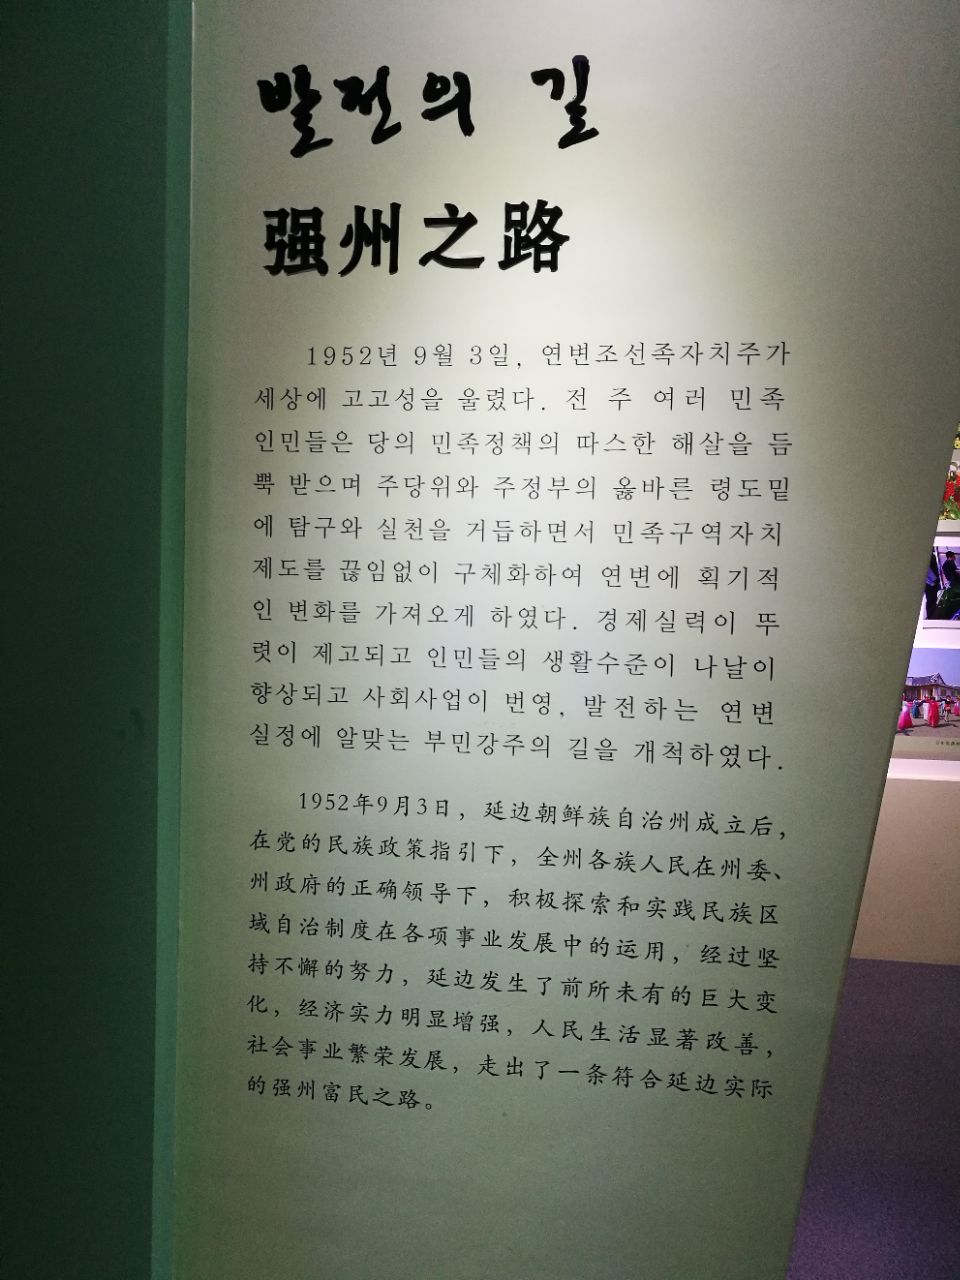 발전의 길
强州之路
1952년 9월 3일, 연변조선족자치주가
세상에 고고성을 울렸다. 전 주 여러 민족
인민들은 당의 민족정책의 따스한 해살을 듬
뿍 받으며 주당위와 주정부의 옳바른 령도밑
에 탐구와 실천을 거듭하면서 민족구역자치
제도를 끊임없이 구체화하여 연변에 획기적
인 변화를 가져오게 하였다. 경제실력이 뚜
렷이 제고되고 인민들의 생활수준이 나날이
향상되고 사회사업이 번영, 발전하는 연변
실정에 알맞는 부민강주의 길을 개척하였다.
1952年9月3日，延边朝鲜族自治州成立后，
在党的民族政策指引下，全州各族人民在州委、
州政府的正确领导下，积极探索和实践民族区
域自治制度在各项事业发展中的运用，经过坚
持不懈的努力，延边发生了前所未有的巨大变
化，经济实力明显增强，人民生活显著改善，
社会事业繁荣发展，走出了一条符合延边实际
的强州富民之路。